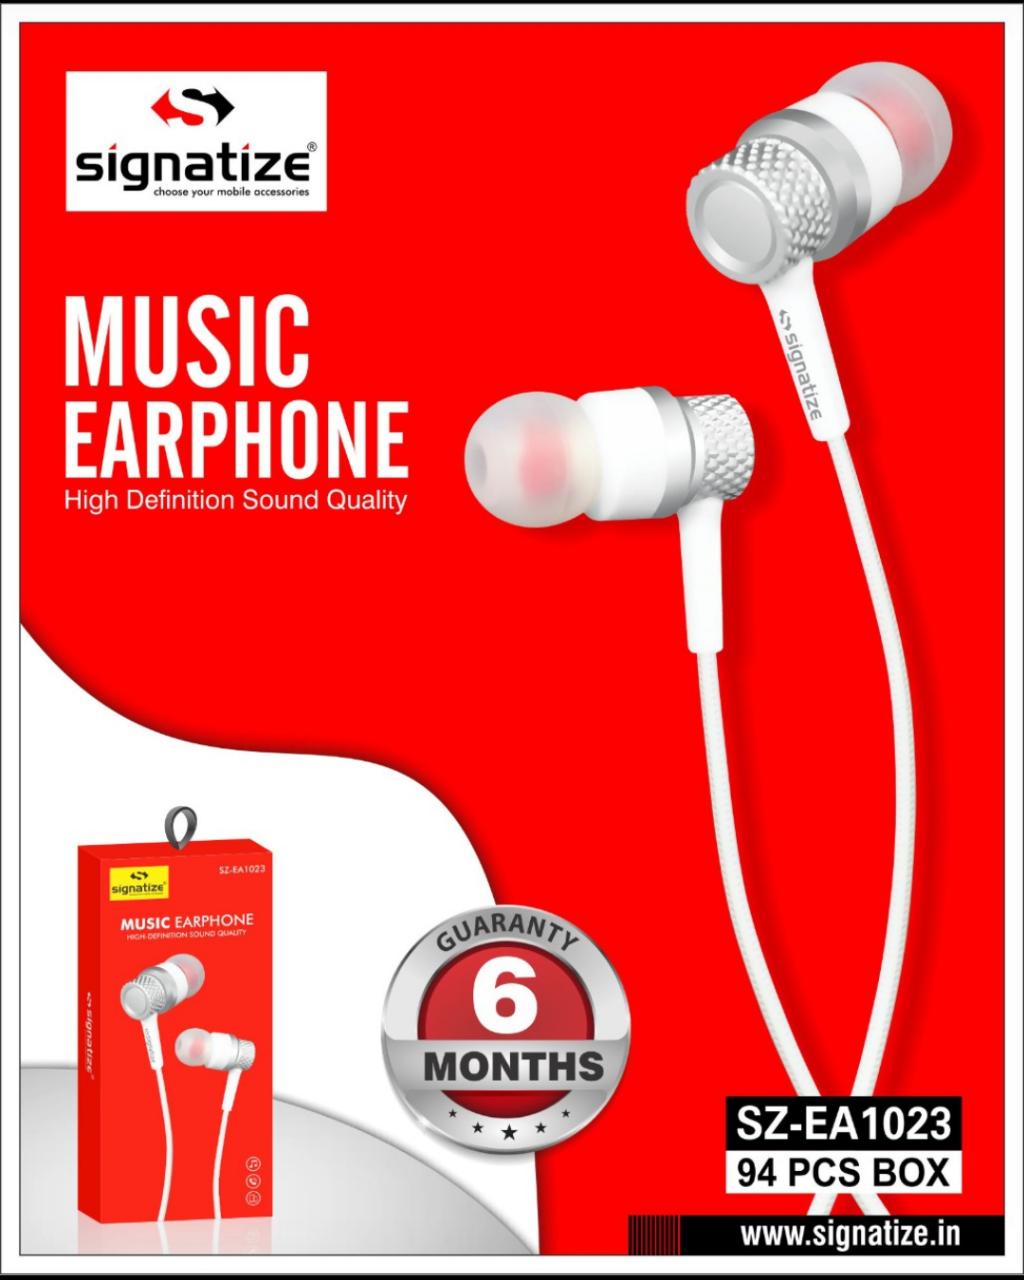 signatize®
choose your mobile accessories
MUSIC
EARPHONE
High Definition Sound Quality
signatize
signatize
SZ-EA1023
MUSIC EARPHONE
HIGH-DEFINITION SOUND QUALITY
signatize
signatize
GUARANTY
6
MONTHS
SZ-EA1023
94 PCS BOX
www.signatize.in